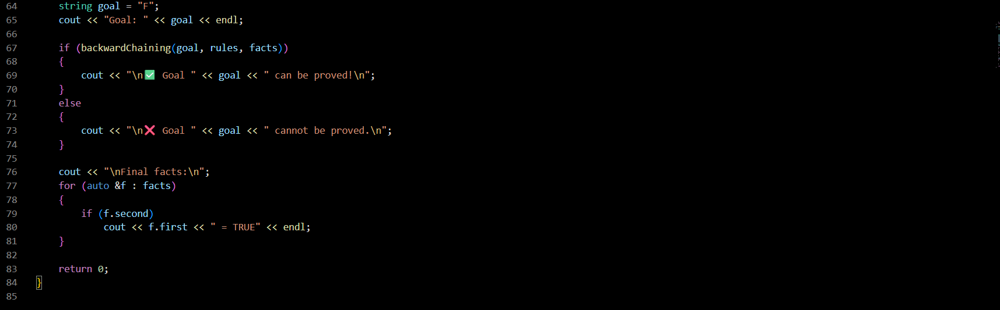 64 string goal = "F";
65 cout << "Goal: " << goal << endl;
66
67 if (backwardChaining(goal, rules, facts))
68 {
69 cout << "\n✅ Goal " << goal << " can be proved!\n";
70 }
71 else
72 {
73 cout << "\n❌ Goal " << goal << " cannot be proved.\n";
74 }
75
76 cout << "\nFinal facts:\n";
77 for (auto &f : facts)
78 {
79 if (f.second)
80 cout << f.first << " = TRUE" << endl;
81 }
82
83 return 0;
84 }
85